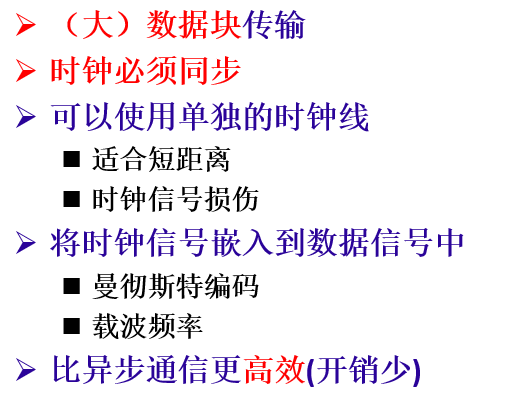 （大）数据块传输
时钟必须同步
可以使用单独的时钟线
适合短距离
时钟信号损伤
将时钟信号嵌入到数据信号中
曼彻斯特编码
载波频率
比异步通信更高效(开销少)